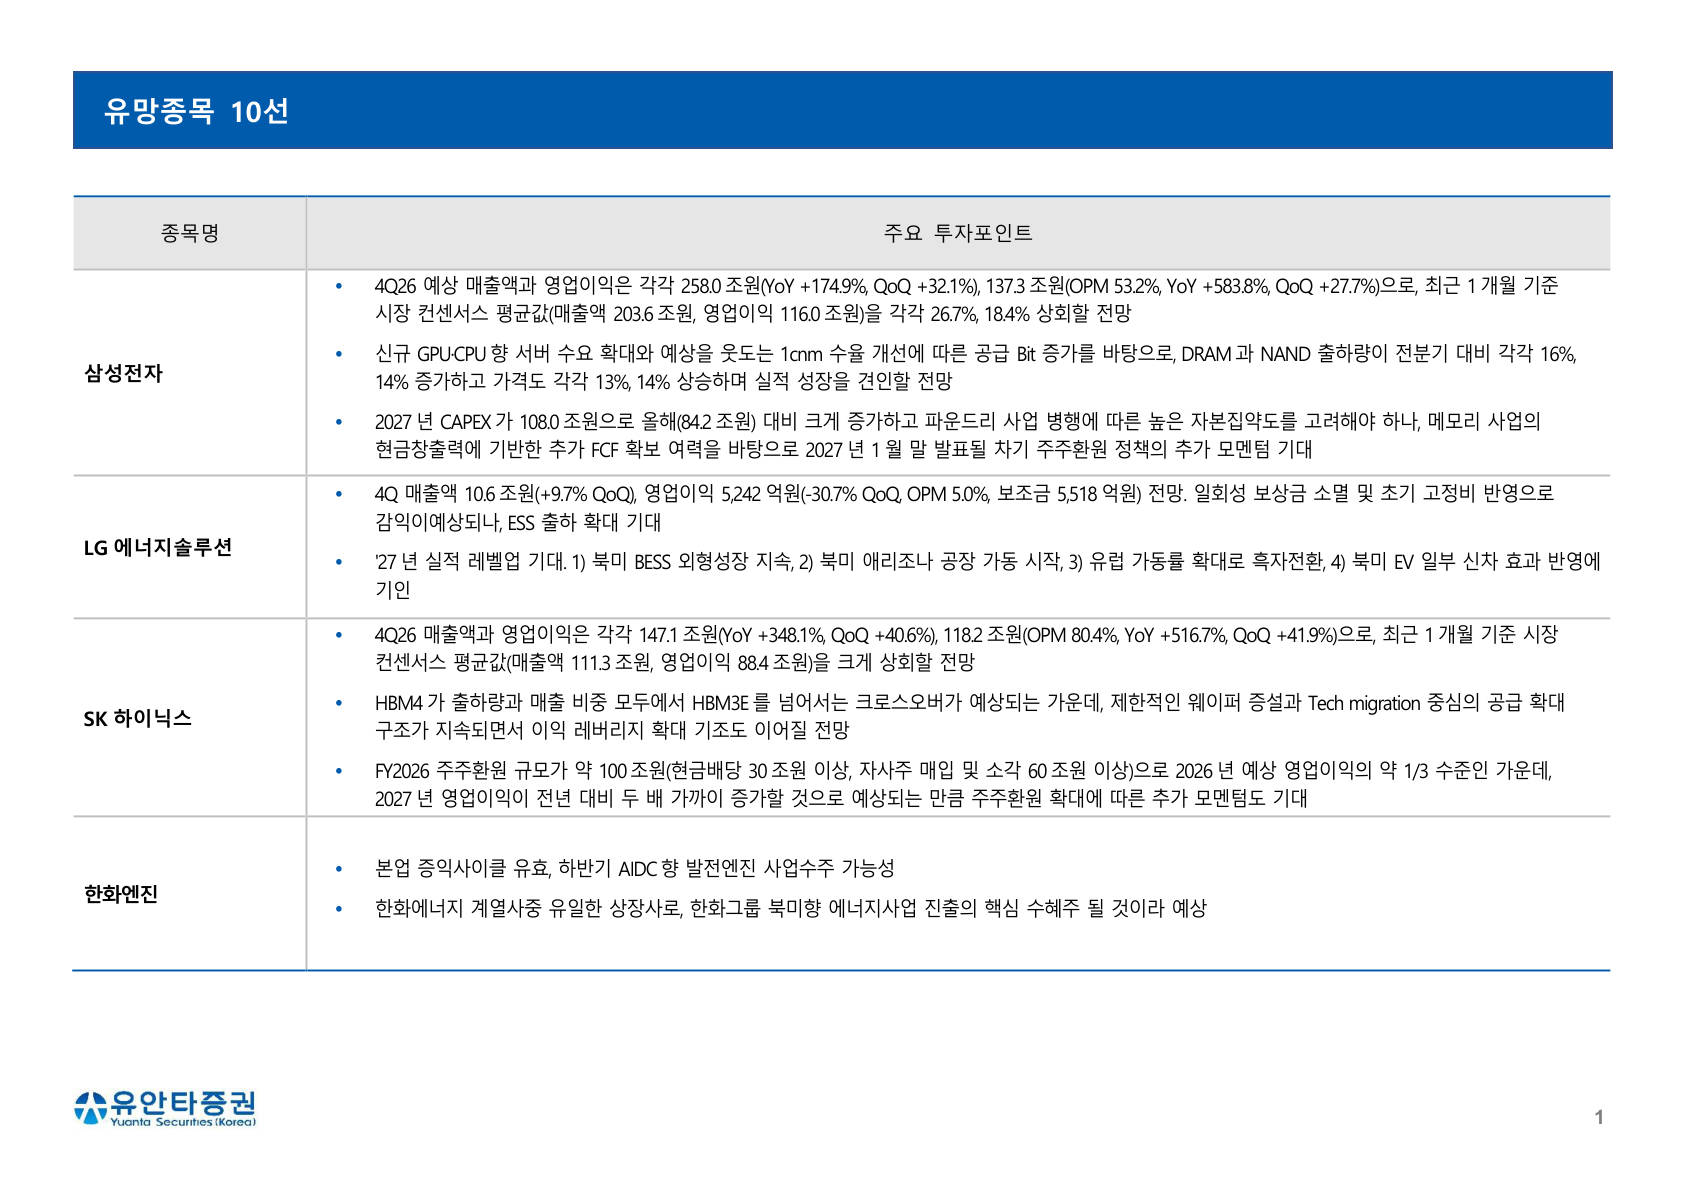 유망종목 10선
종목명
주요 투자포인트
삼성전자
• 4Q26 예상 매출액과 영업이익은 각각 258.0 조원(YoY +174.9%, QoQ +32.1%), 137.3 조원(OPM 53.2%, YoY +583.8%, QoQ +27.7%)으로, 최근 1 개월 기준
시장 컨센서스 평균값(매출액 203.6 조원, 영업이익 116.0 조원)을 각각 26.7%, 18.4% 상회할 전망
• 신규 GPU·CPU 향 서버 수요 확대와 예상을 웃도는 1cnm 수율 개선에 따른 공급 Bit 증가를 바탕으로, DRAM 과 NAND 출하량이 전분기 대비 각각 16%,
14% 증가하고 가격도 각각 13%, 14% 상승하며 실적 성장을 견인할 전망
• 2027 년 CAPEX 가 108.0 조원으로 올해(84.2 조원) 대비 크게 증가하고 파운드리 사업 병행에 따른 높은 자본집약도를 고려해야 하나, 메모리 사업의
현금창출력에 기반한 추가 FCF 확보 여력을 바탕으로 2027 년 1 월 말 발표될 차기 주주환원 정책의 추가 모멘텀 기대
LG 에너지솔루션
• 4Q 매출액 10.6 조원(+9.7% QoQ), 영업이익 5,242 억원(-30.7% QoQ, OPM 5.0%, 보조금 5,518 억원) 전망. 일회성 보상금 소멸 및 초기 고정비 반영으로
감익이예상되나, ESS 출하 확대 기대
• '27 년 실적 레벨업 기대. 1) 북미 BESS 외형성장 지속, 2) 북미 애리조나 공장 가동 시작, 3) 유럽 가동률 확대로 흑자전환, 4) 북미 EV 일부 신차 효과 반영에
기인
SK 하이닉스
• 4Q26 매출액과 영업이익은 각각 147.1 조원(YoY +348.1%, QoQ +40.6%), 118.2 조원(OPM 80.4%, YoY +516.7%, QoQ +41.9%)으로, 최근 1 개월 기준 시장
컨센서스 평균값(매출액 111.3 조원, 영업이익 88.4 조원)을 크게 상회할 전망
• HBM4 가 출하량과 매출 비중 모두에서 HBM3E 를 넘어서는 크로스오버가 예상되는 가운데, 제한적인 웨이퍼 증설과 Tech migration 중심의 공급 확대
구조가 지속되면서 이익 레버리지 확대 기조도 이어질 전망
• FY2026 주주환원 규모가 약 100 조원(현금배당 30 조원 이상, 자사주 매입 및 소각 60 조원 이상)으로 2026 년 예상 영업이익의 약 1/3 수준인 가운데,
2027 년 영업이익이 전년 대비 두 배 가까이 증가할 것으로 예상되는 만큼 주주환원 확대에 따른 추가 모멘텀도 기대
한화엔진
• 본업 증익사이클 유효, 하반기 AIDC 향 발전엔진 사업수주 가능성
• 한화에너지 계열사중 유일한 상장사로, 한화그룹 북미향 에너지사업 진출의 핵심 수혜주 될 것이라 예상
유안타증권
Yuanta Securities (Korea)
1